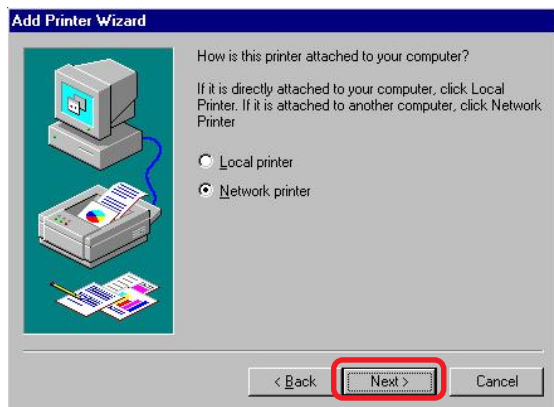 Add Printer Wizard
How is this printer attached to your computer?
If it is directly attached to your computer, click Local
Printer. If it is attached to another computer, click Network
Printer
Local printer
Network printer
< Back
Next >
Cancel